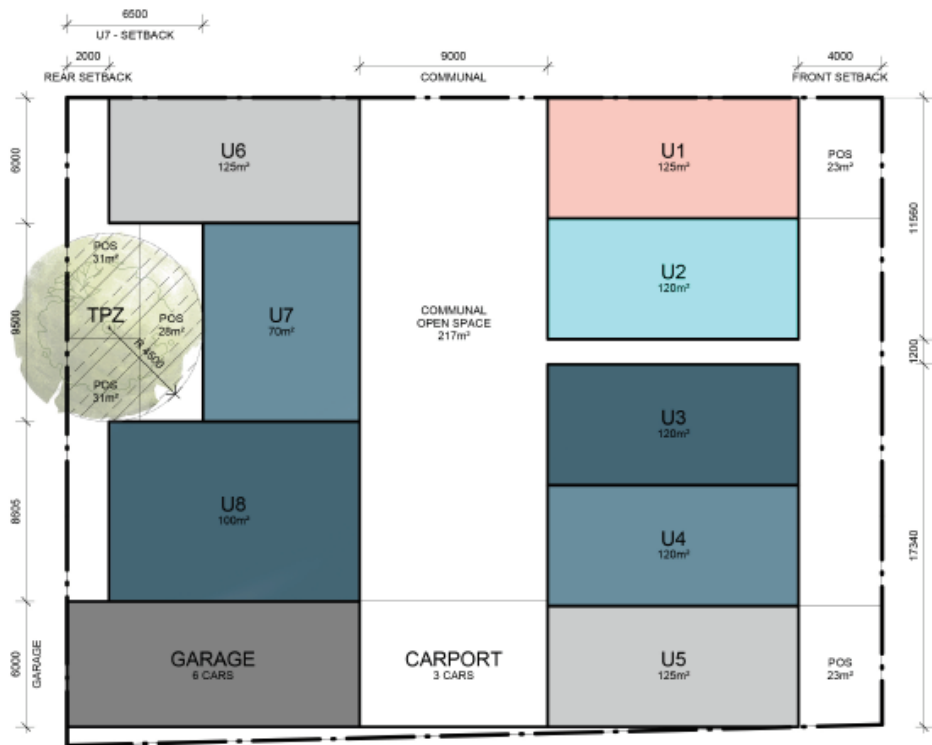 6500
U7 - SETBACK
2000
9000
4000
REAR SETBACK
COMMUNAL
FRONT SETBACK
6000
U6
125m²
U1
125m²
POS
23m²
11560
U2
120m²
POS
31m²
9500
TPZ
POS
28m²
R 4500
POS
31m²
U7
70m²
COMMUNAL
OPEN SPACE
217m²
1200
U3
120m²
8605
U8
100m²
U4
120m²
17340
6000
GARAGE
GARAGE
6 CARS
CARPORT
3 CARS
U5
125m²
POS
23m²